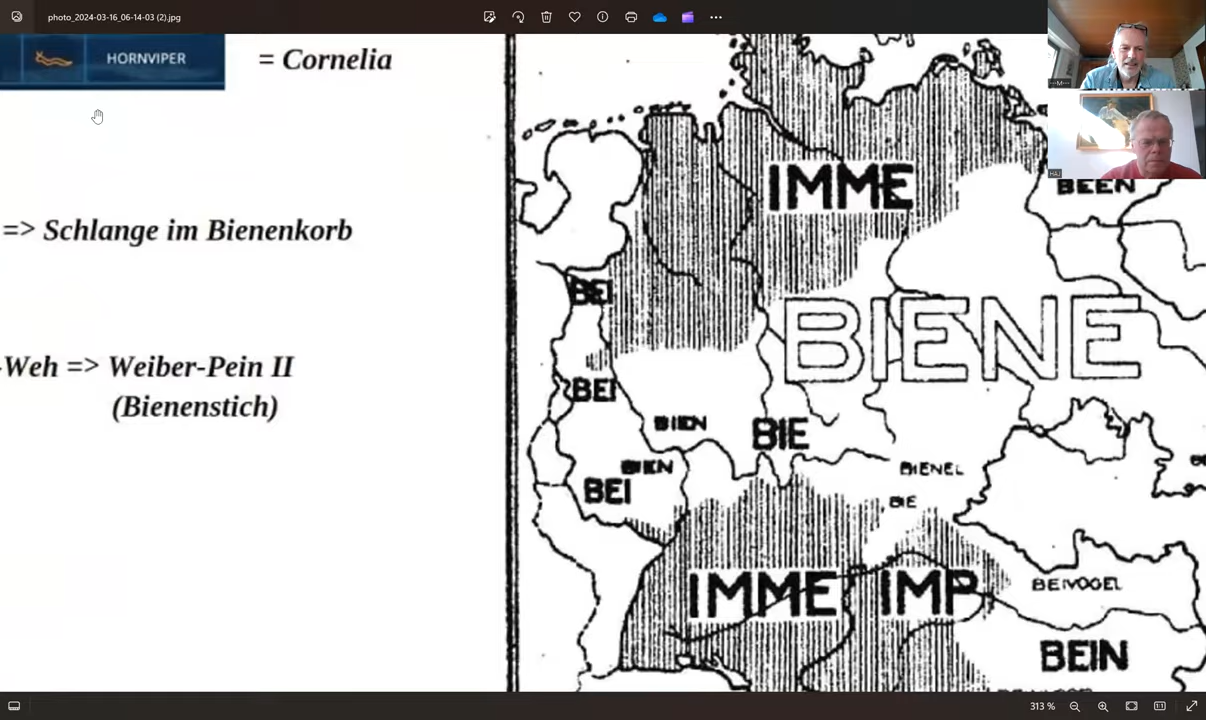 photo_2024-03-16_06-14-03 (2).jpg
HORNVIPER
= Cornelia
=> Schlange im Bienenkorb
-Weh => Weiber-Pein II
(Bienenstich)
IMME
BEEN
BEI
BIENE
BEI
BIEN
BIE
BIEN
BEI
BIENEL
BIE
IMME
IMP
BEIVOGEL
BEIN
---M---
HAJ
313 %